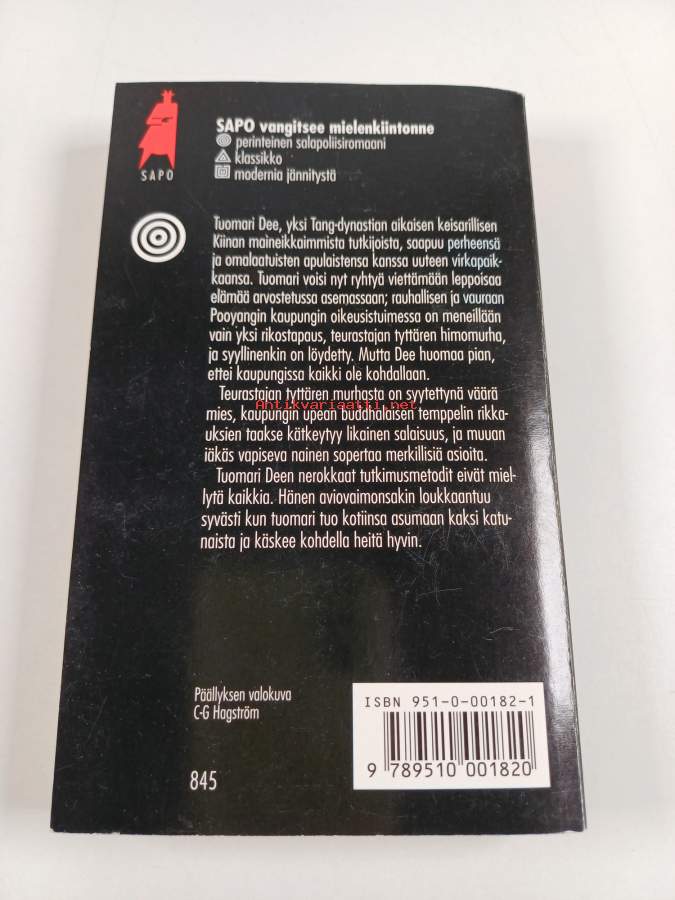 SAPO
SAPO vangitsee mielenkiintonne
perinteinen salapoliisiromaani
klassikko
modernia jännitystä
Tuomari Dee, yksi Tang-dynastian aikaisen keisarillisen
Kiinan maineikkaimmista tutkijoista, saapuu perheensä
ja omalaatuisten apulaistensa kanssa uuteen virkapaik-
kaansa. Tuomari voisi nyt ryhtyä viettämään leppoisaa
elämää arvostetussa asemassaan; rauhallisen ja vauraan
Pooyangin kaupungin oikeusistuimessa on meneillään
vain yksi rikostapaus, teurastajan tyttären himomurha,
ja syyllinenkin on löydetty. Mutta Dee huomaa pian,
ettei kaupungissa kaikki ole kohdallaan.
Teurastajan tyttären murhasta on syytettynä väärä
Antikvariaatti.net
mies, kaupungin upean buddhalaisen temppelin rikka-
uksien taakse kätkeytyy likainen salaisuus, ja muuan
iäkäs vapiseva nainen sopertaa merkillisiä asioita.
Tuomari Deen nerokkaat tutkimusmetodit eivät miel-
lytä kaikkia. Hänen aviovaimonsakin loukkaantuu
syvästi kun tuomari tuo kotiinsa asumaan kaksi katu-
naista ja käskee kohdella heitä hyvin.
Päällyksen valokuva
C-G Hagström
ISBN 951-0-00182-1
9 789510 001820
845